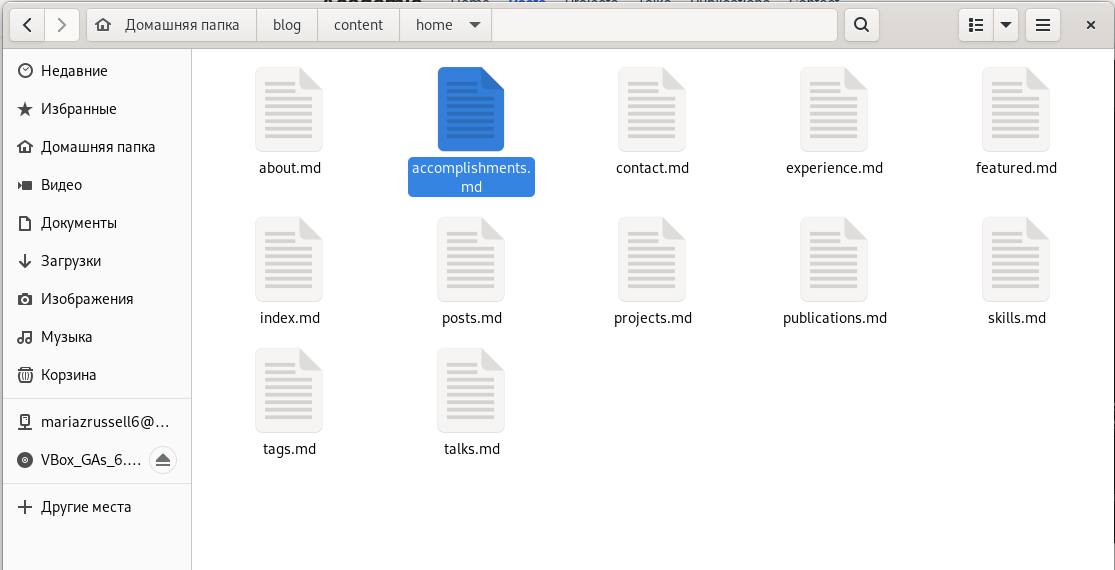 Домашняя папка
blog
content
home
Недавние
Избранные
Домашняя папка
Видео
Документы
Загрузки
Изображения
Музыка
Корзина
mariazrussell6@...
VBox_GAs_6....
Другие места
about.md
accomplishments.
md
contact.md
experience.md
featured.md
index.md
posts.md
projects.md
publications.md
skills.md
tags.md
talks.md